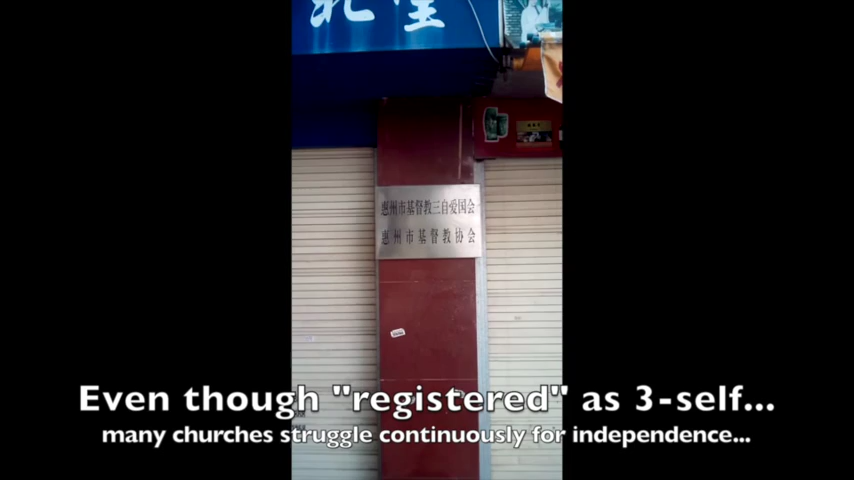 惠州市基督教三自爱国会
惠州市基督教协会
Even though "registered" as 3-self...
many churches struggle continuously for independence...